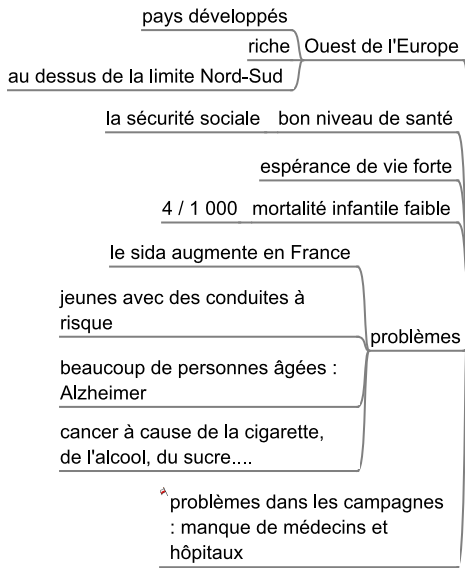 pays développés
riche
Ouest de l'Europe
au dessus de la limite Nord-Sud
la sécurité sociale
bon niveau de santé
espérance de vie forte
4 / 1 000
mortalité infantile faible
le sida augmente en France
jeunes avec des conduites à
risque
problèmes
beaucoup de personnes âgées :
Alzheimer
cancer à cause de la cigarette,
de l'alcool, du sucre....
problèmes dans les campagnes
: manque de médecins et
hôpitaux